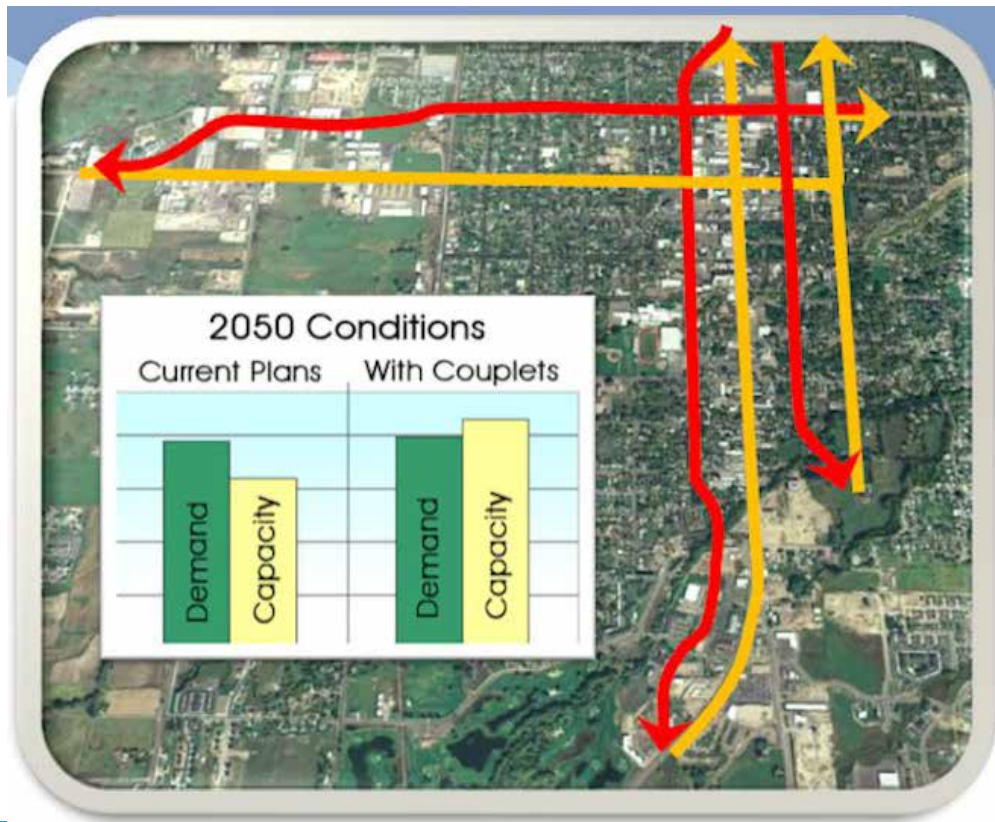 2050 Conditions
Current Plans
With Couplets
Demand
Capacity
Demand
Capacity